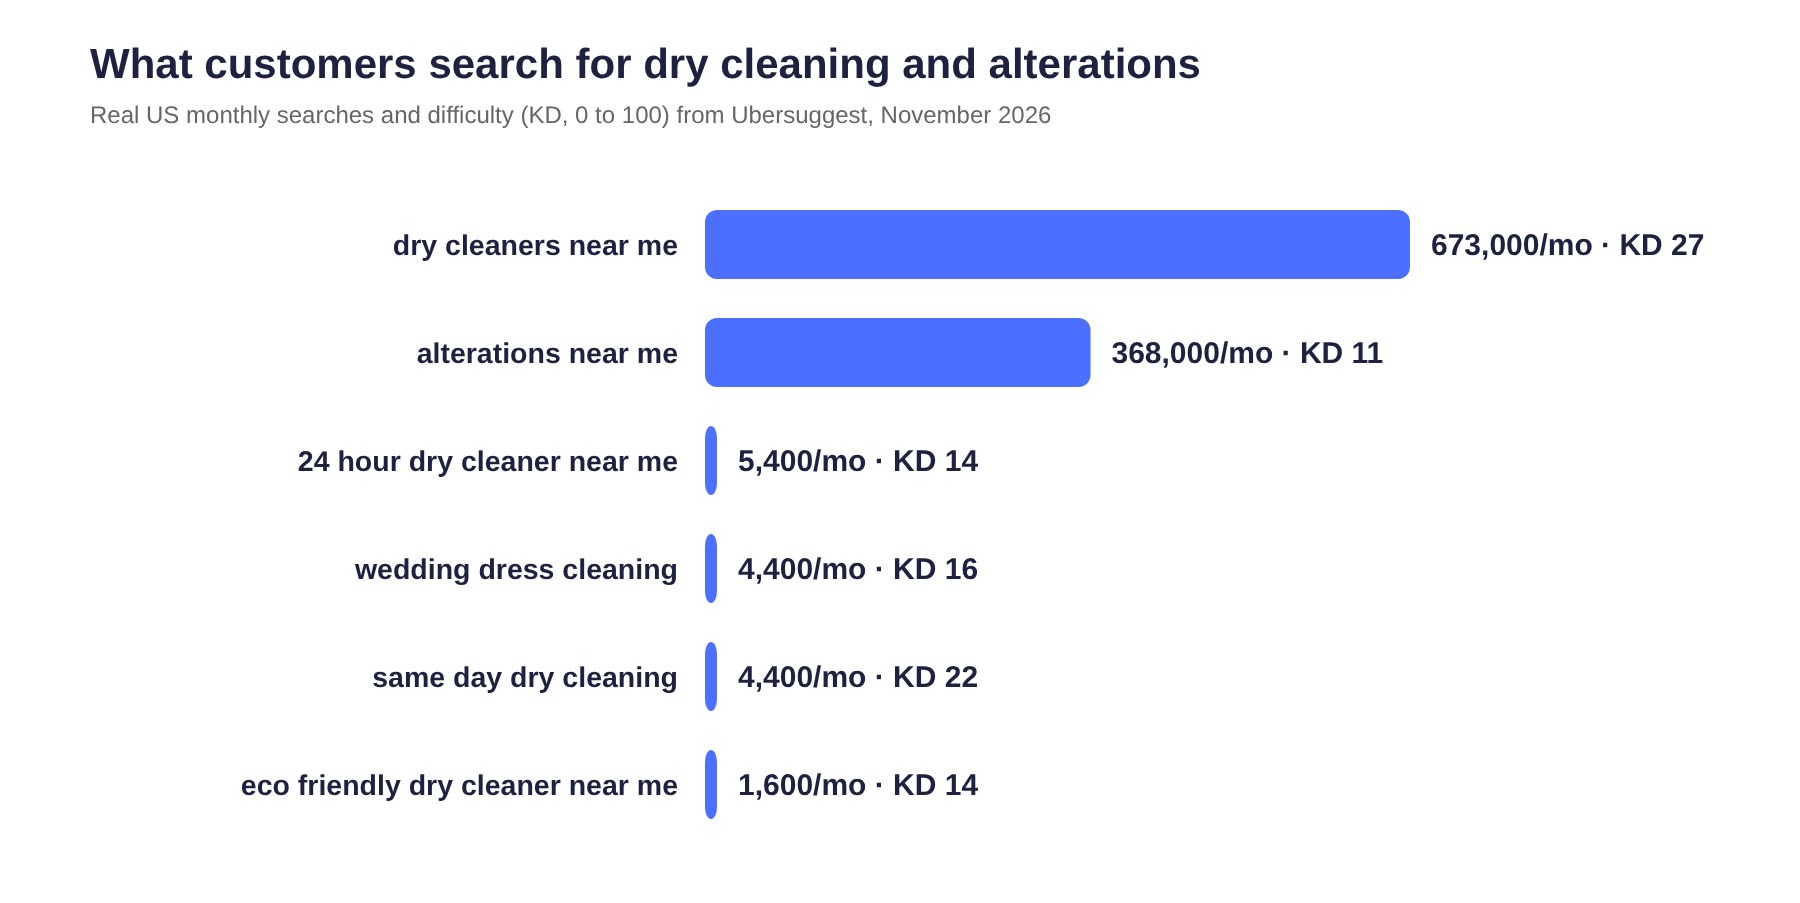 What customers search for dry cleaning and alterations
Real US monthly searches and difficulty (KD, 0 to 100) from Ubersuggest, November 2026
dry cleaners near me 673,000/mo · KD 27
alterations near me 368,000/mo · KD 11
24 hour dry cleaner near me 5,400/mo · KD 14
wedding dress cleaning 4,400/mo · KD 16
same day dry cleaning 4,400/mo · KD 22
eco friendly dry cleaner near me 1,600/mo · KD 14